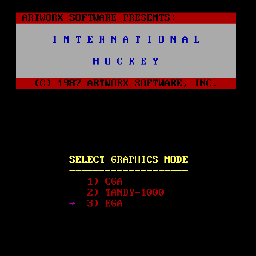 ARTWORX SOFTWARE PRESENTS:
INTERNATIONAL
HOCKEY
(C) 1987 ARTWORX SOFTWARE, INC.
SELECT GRAPHICS MODE
1) CGA
2) TANDY-1000
→ 3) EGA